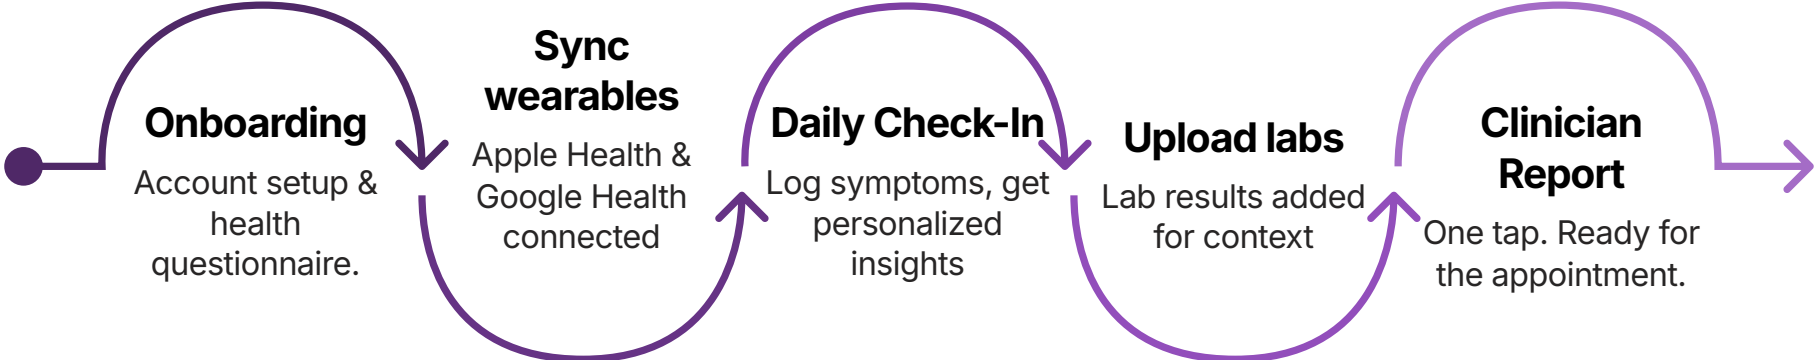 Onboarding
Account setup &
health
questionnaire.
Sync
wearables
Apple Health &
Google Health
connected
Daily Check-In
Log symptoms, get
personalized
insights
Upload labs
Lab results added
for context
Clinician
Report
One tap. Ready for
the appointment.